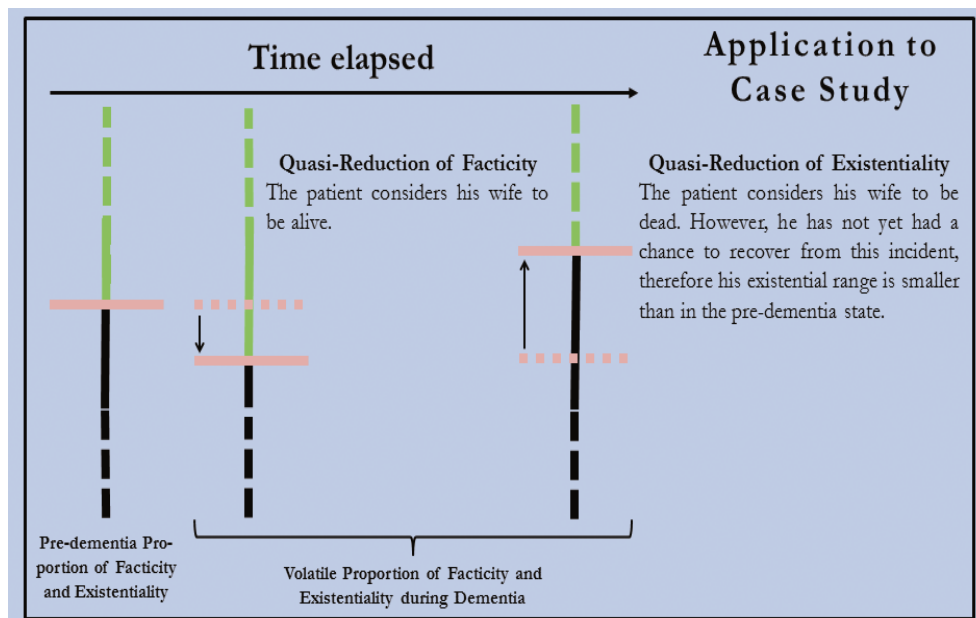 Time elapsed
Application to
Case Study
Quasi-Reduction of Facticity
The patient considers his wife to
be alive.
Quasi-Reduction of Existentiality
The patient considers his wife to be
dead. However, he has not yet had a
chance to recover from this incident,
therefore his existential range is smaller
than in the pre-dementia state.
Pre-dementia Pro-
portion of Facticity
and Existentiality
Volatile Proportion of Facticity and
Existentiality during Dementia